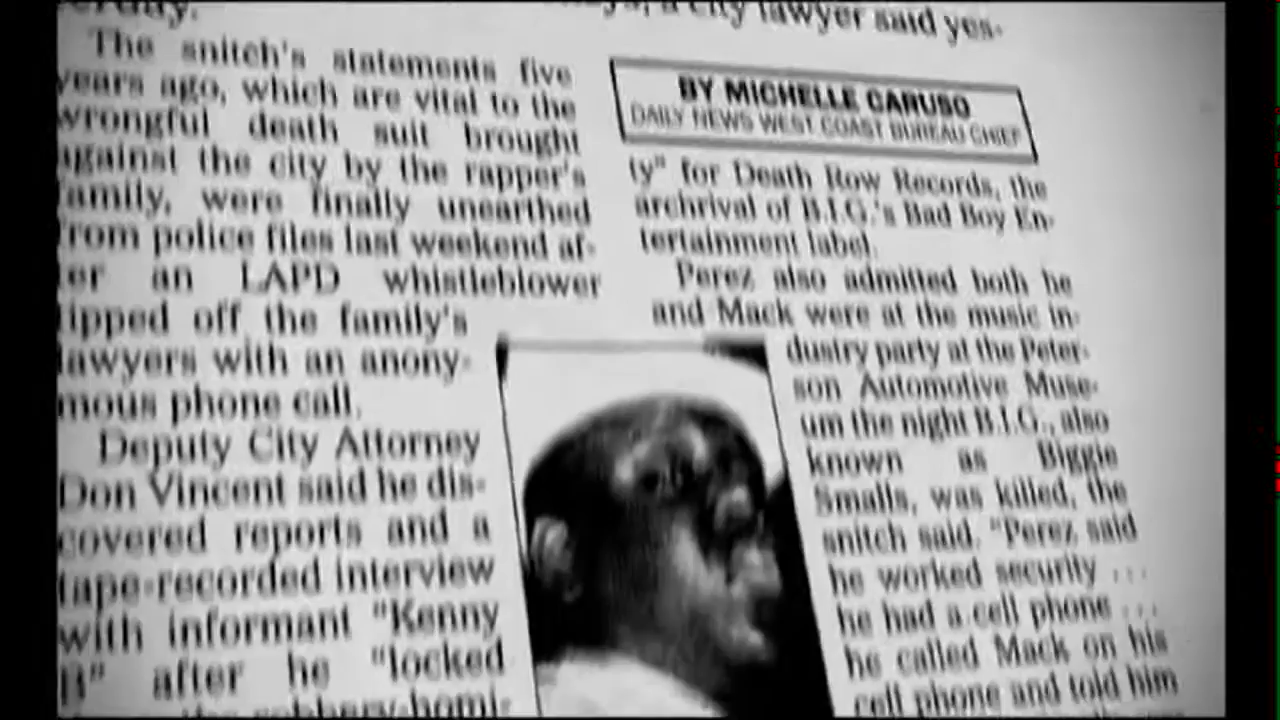 The snitch's statements five
years ago, which are vital to the
wrongful death suit brought
against the city by the rapper's
family, were finally unearthed
from police files last weekend af-
ter an LAPD whistleblower
tipped off the family's
lawyers with an anony-
mous phone call.
Deputy City Attorney
Don Vincent said he dis-
covered reports and a
tape-recorded interview
with informant "Kenny
B" after he "locked
robbery-homi-
a city lawyer said yes-
BY MICHELLE CARUSO
DAILY NEWS WEST COAST BUREAU CHIEF
ty" for Death Row Records, the
archrival of B.I.G.'s Bad Boy En-
tertainment label.
Perez also admitted both he
and Mack were at the music in-
dustry party at the Peter-
son Automotive Muse-
um the night B.I.G., also
known as Biggie
Smalls, was killed, the
snitch said. "Perez said
he worked security ...
he had a cell phone ...
he called Mack on his
cell phone and told him